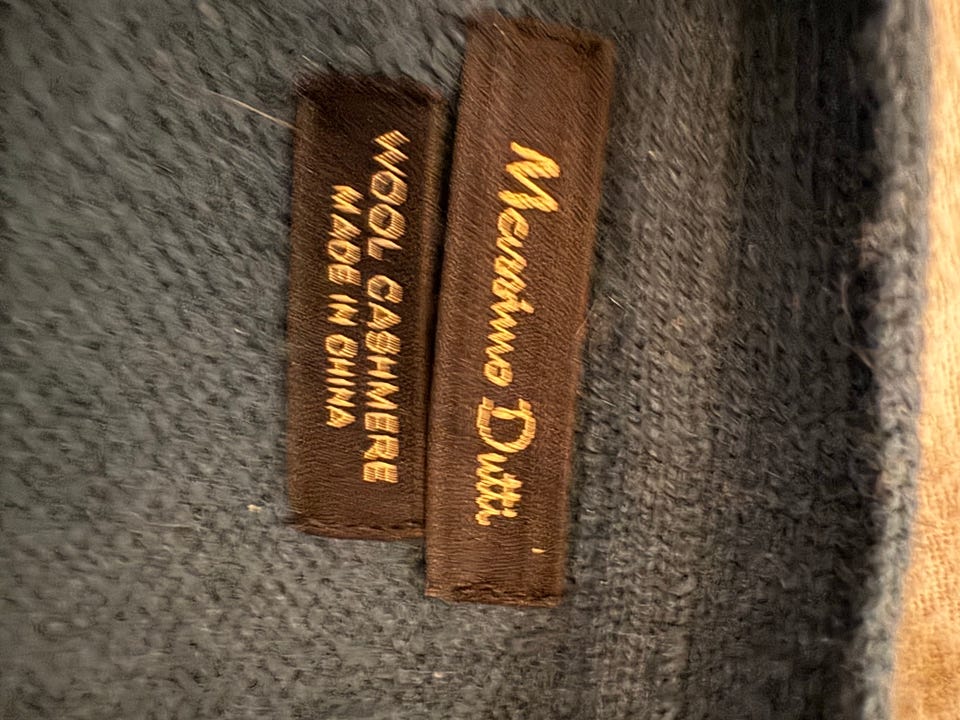 Massimo Dutti
WOOL CASHMERE
MADE IN CHINA